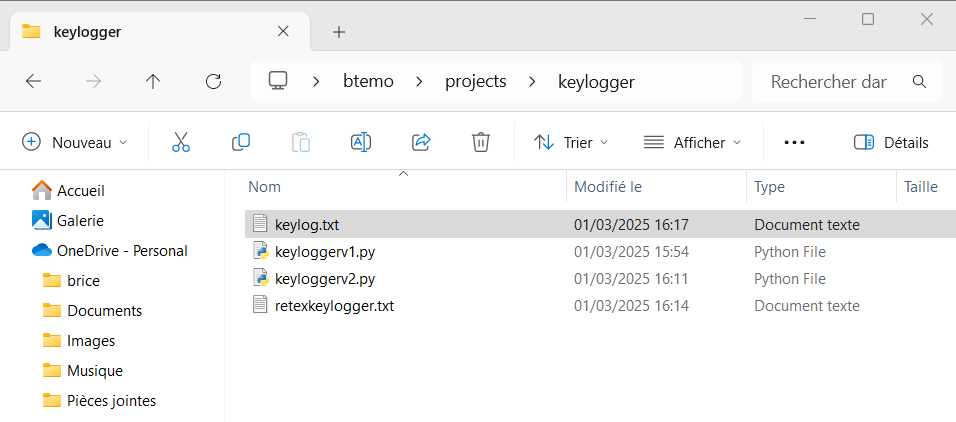 keylogger
btemo > projects > keylogger
Rechercher dar
Nouveau
Trier
Afficher
Détails
Nom Modifié le Type Taille
Accueil
Galerie
OneDrive - Personal
brice
Documents
Images
Musique
Pièces jointes
keylog.txt 01/03/2025 16:17 Document texte
keyloggerv1.py 01/03/2025 15:54 Python File
keyloggerv2.py 01/03/2025 16:11 Python File
retexkeylogger.txt 01/03/2025 16:14 Document texte